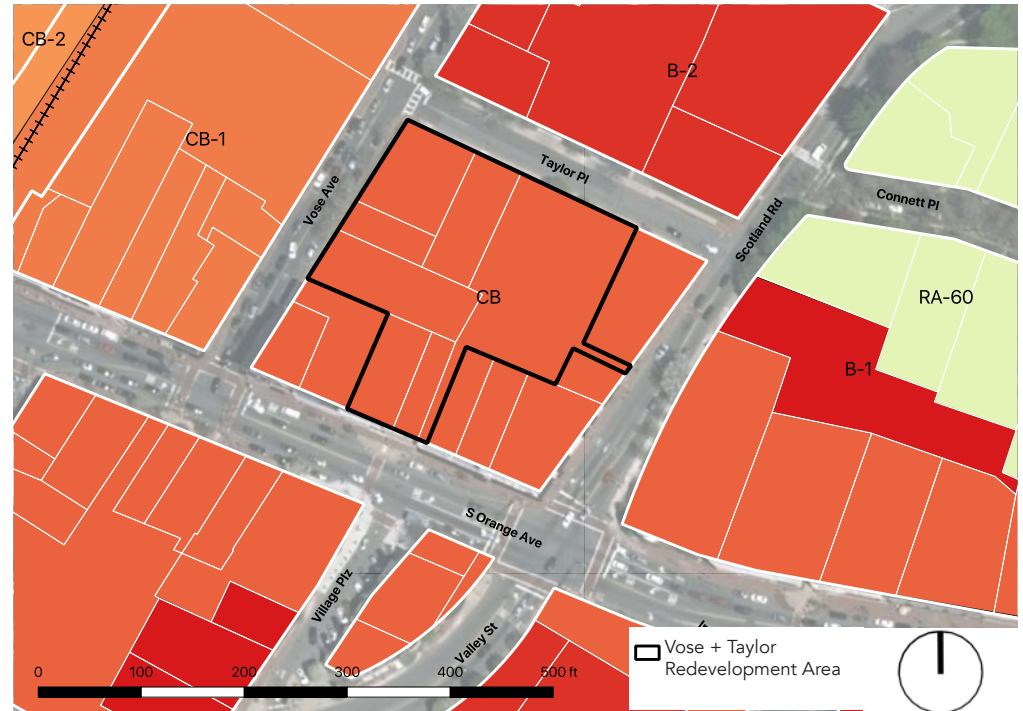 CB-2
B-2
CB-1
Taylor Pl
Vose Ave
Connett Pl
Scotland Rd
CB
RA-60
B-1
S Orange Ave
Village Plz
Valley St
0 100 200 300 400 500 ft
Vose + Taylor
Redevelopment Area